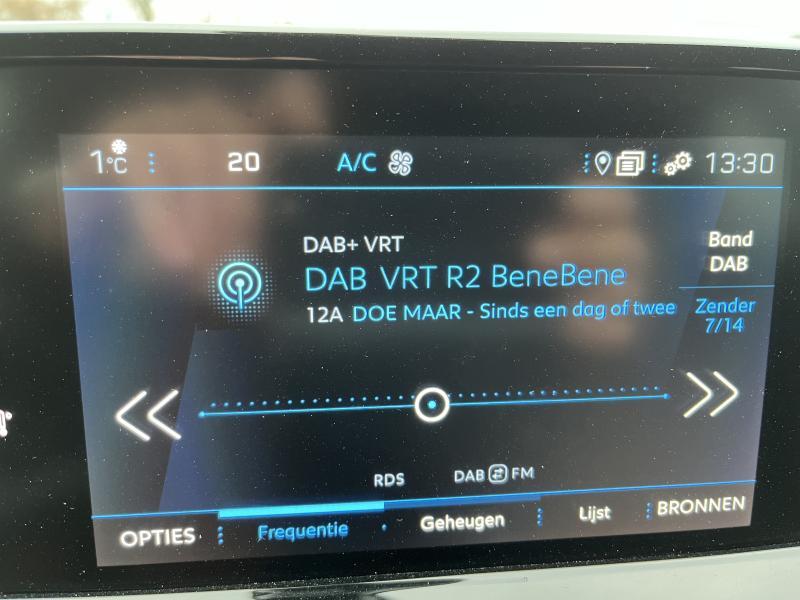 1°C 20 A/C 13:30
DAB+ VRT
DAB VRT R2 BeneBene
12A DOE MAAR - Sinds een dag of twee
Band
DAB
Zender
7/14
RDS DAB FM
OPTIES Frequentie Geheugen Lijst BRONNEN